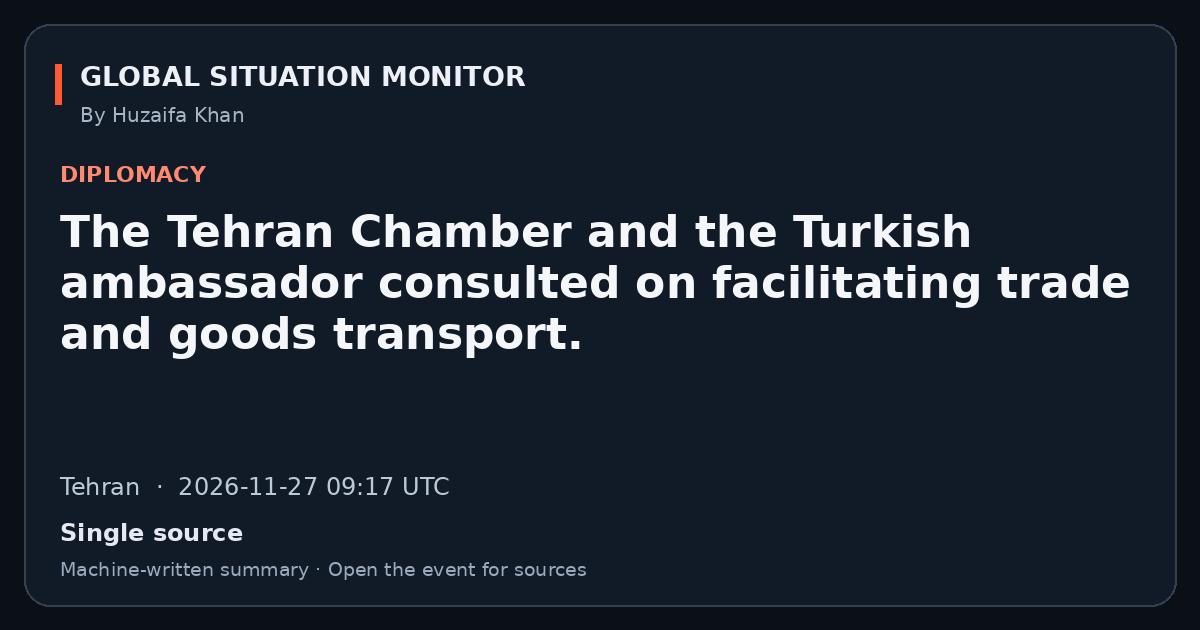 GLOBAL SITUATION MONITOR
By Huzaifa Khan
DIPLOMACY
The Tehran Chamber and the Turkish
ambassador consulted on facilitating trade
and goods transport.
Tehran · 2026-11-27 09:17 UTC
Single source
Machine-written summary · Open the event for sources